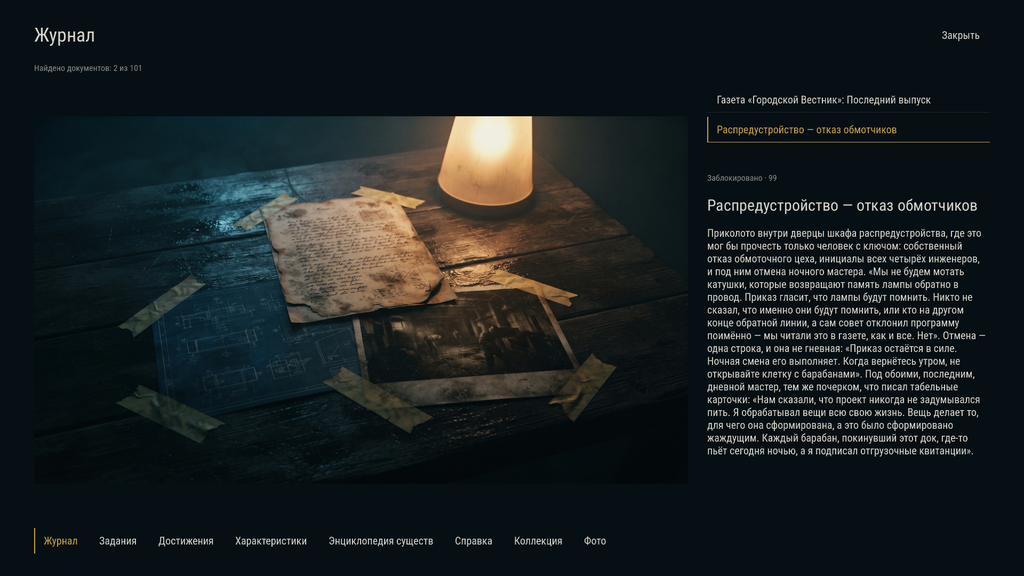 Журнал
Закрыть
Найдено документов: 2 из 101
Газета «Городской Вестник»: Последний выпуск
Распредустройство — отказ обмотчиков
Заблокировано · 99
Распредустройство — отказ обмотчиков
Приколото внутри дверцы шкафа распредустройства, где это
мог бы прочесть только человек с ключом: собственный
отказ обмоточного цеха, инициалы всех четырёх инженеров,
и под ним отмена ночного мастера. «Мы не будем мотать
катушки, которые возвращают память лампы обратно в
провод. Приказ гласит, что лампы будут помнить. Никто не
сказал, что именно они будут помнить, или кто на другом
конце обратной линии, а сам совет отклонил программу
поимённо — мы читали это в газете, как и все. Нет». Отмена —
одна строка, и она не гневная: «Приказ остаётся в силе.
Ночная смена его выполняет. Когда вернётесь утром, не
открывайте клетку с барабанами». Под обоими, последним,
дневной мастер, тем же почерком, что писал табельные
карточки: «Нам сказали, что проект никогда не задумывался
пить. Я обрабатывал вещи всю свою жизнь. Вещь делает то,
для чего она сформирована, а это было сформировано
жаждущим. Каждый барабан, покинувший этот док, где-то
пьёт сегодня ночью, а я подписал отгрузочные квитанции».
Журнал
Задания
Достижения
Характеристики
Энциклопедия существ
Справка
Коллекция
Фото